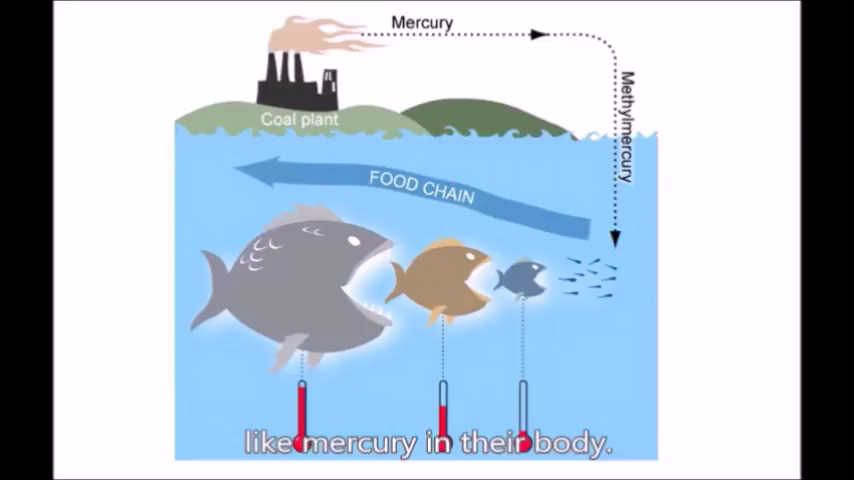 Mercury
Methylmercury
Coal plant
FOOD CHAIN
like mercury in their body.